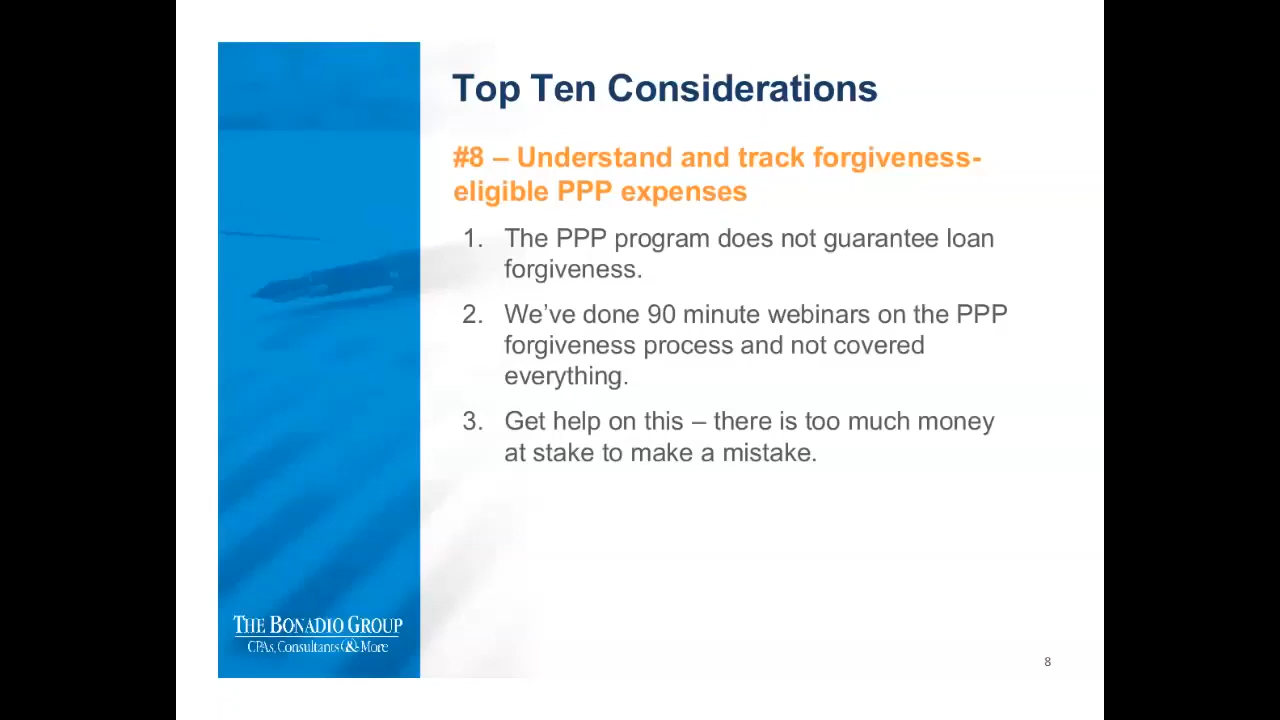 Top Ten Considerations
#8 – Understand and track forgiveness-
eligible PPP expenses
1. The PPP program does not guarantee loan
forgiveness.
2. We’ve done 90 minute webinars on the PPP
forgiveness process and not covered
everything.
3. Get help on this – there is too much money
at stake to make a mistake.
THE BONADIO GROUP
CPAs, Consultants & More
8